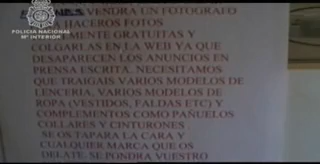 VENDRA UN FOTOGRAFO
A HACEROS FOTOS
POLICIA NACIONAL
Mº INTERIOR
GRATUITAS Y
COLGARLAS EN LA WEB YA QUE
DESAPARECEN LOS ANUNCIOS EN
PRENSA ESCRITA. NECESITAMOS
QUE TRAIGAIS VARIOS MODELOS DE
LENCERIA, VARIOS MODELOS DE
ROPA (VESTIDOS, FALDAS ETC) Y
COMPLEMENTOS COMO PAÑUELOS
COLLARES Y CINTURONES
SE OS TAPARA LA CARA Y
CUALQUIER MARCA QUE OS
DELATE. SE PONDRA VUESTRO